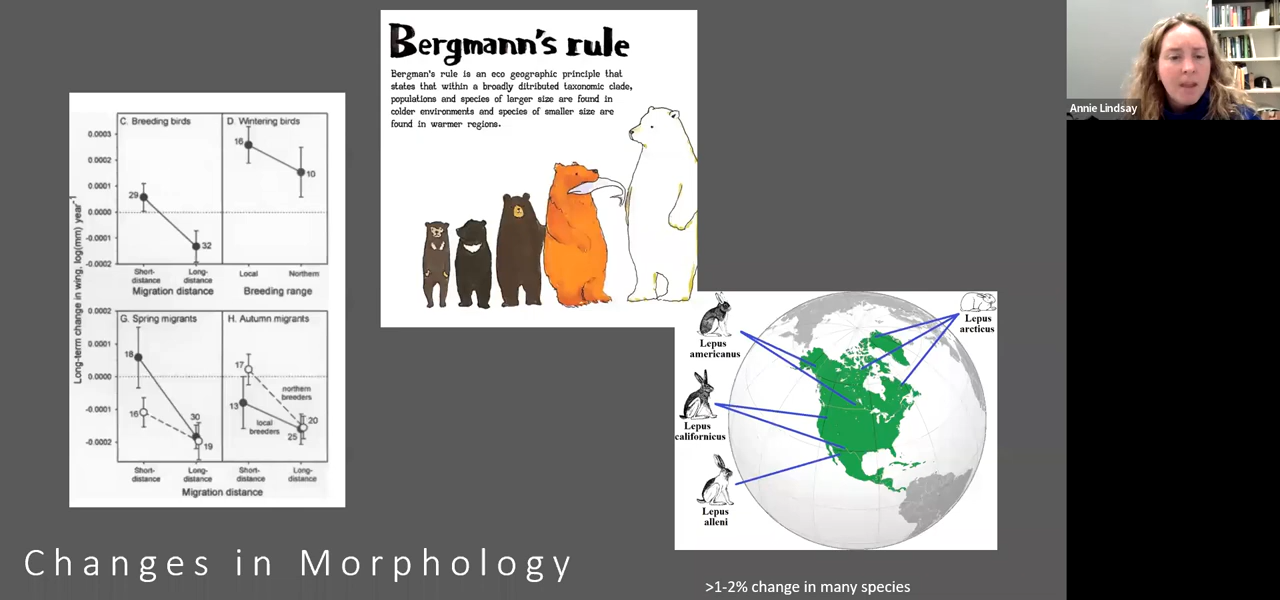 Bergmann's rule
Bergman's rule is an eco geographic principle that
states that within a broadly ditributed taxonomic clade,
populations and species of larger size are found in
colder environments and species of smaller size are
found in warmer regions.
Annie Lindsay
Long-term change in wing, log(mm) year-1
C. Breeding birds
D. Wintering birds
0.0003
0.0002
0.0001
0.0000
-0.0001
-0.0002
29
32
16
10
Short-
distance
Long-
distance
Local
Northern
Migration distance
Breeding range
G. Spring migrants
H. Autumn migrants
0.0002
0.0001
0.0000
-0.0001
-0.0002
18
16
30
19
17
13
northern
breeders
local
breeders
20
25
Short-
distance
Long-
distance
Short-
distance
Long-
distance
Migration distance
Lepus
americanus
Lepus
arcticus
Lepus
californicus
Lepus
alleni
Changes in Morphology
>1-2% change in many species